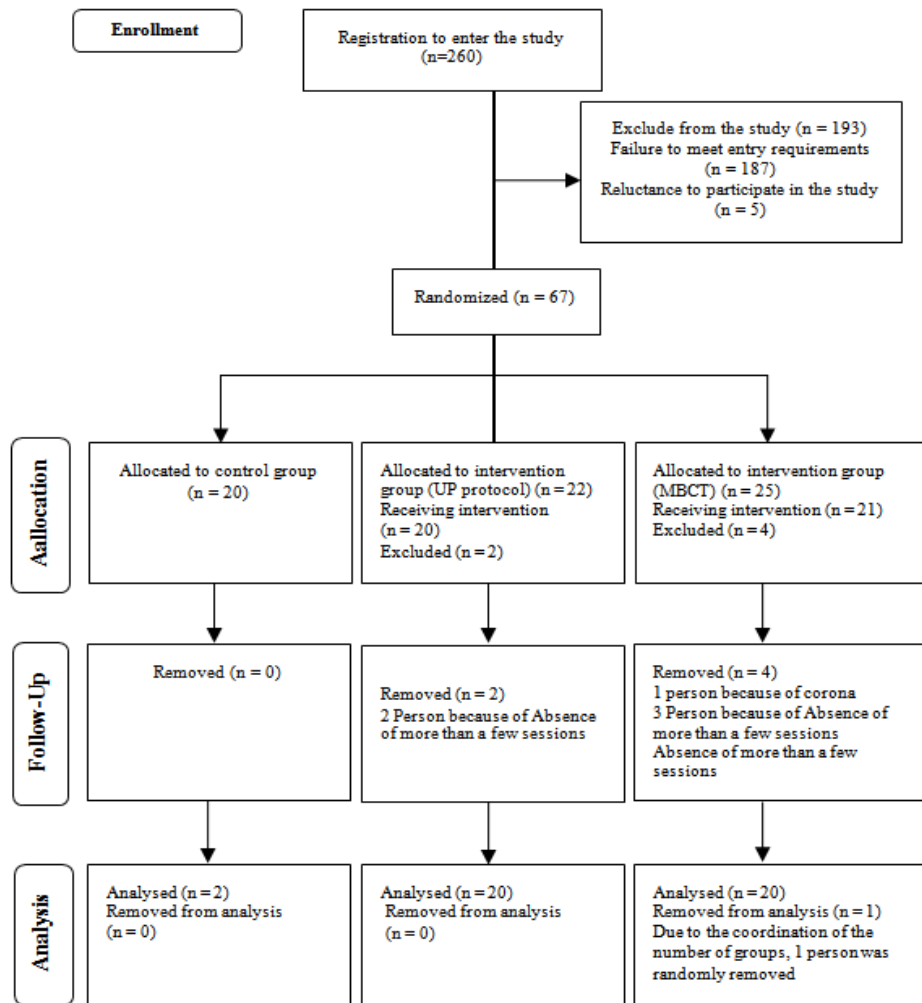 Enrollment
Registration to enter the study
(n=260)
Exclude from the study (n = 193)
Failure to meet entry requirements
(n = 187)
Reluctance to participate in the study
(n = 5)
Randomized (n = 67)
Aallocation
Allocated to control group
(n = 20)
Allocated to intervention
group (UP protocol) (n = 22)
Receiving intervention
(n = 20)
Excluded (n = 2)
Allocated to intervention group
(MBCT) (n = 25)
Receiving intervention (n = 21)
Excluded (n = 4)
Follow-Up
Removed (n = 0)
Removed (n = 2)
2 Person because of Absence
of more than a few sessions
Removed (n = 4)
1 person because of corona
3 Person because of Absence of
more than a few sessions
Absence of more than a few
sessions
Analysis
Analysed (n = 2)
Removed from analysis
(n = 0)
Analysed (n = 20)
Removed from analysis
(n = 0)
Analysed (n = 20)
Removed from analysis (n = 1)
Due to the coordination of the
number of groups, 1 person was
randomly removed